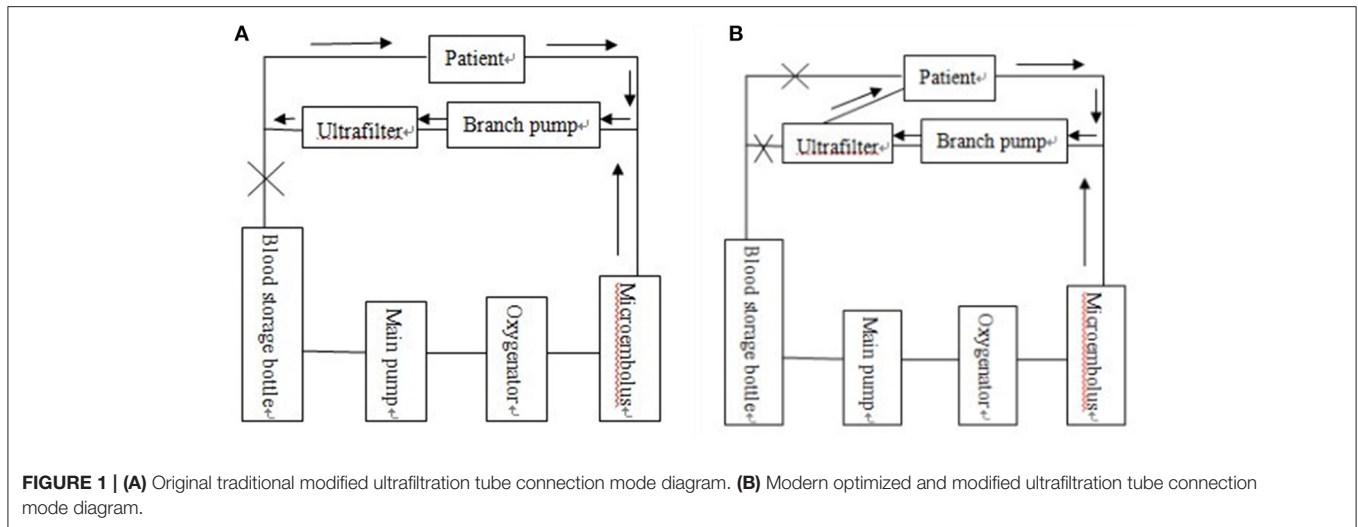 A
Patient↵
Ultrafilter↵
Branch pump↵
Blood storage bottle↵
Main pump↵
Oxygenator↵
Microembolus↵
B
Patient↵
Ultrafilter↵
Branch pump↵
Blood storage bottle↵
Main pump↵
Oxygenator↵
Microembolus↵
FIGURE 1 | (A) Original traditional modified ultrafiltration tube connection mode diagram. (B) Modern optimized and modified ultrafiltration tube connection
mode diagram.